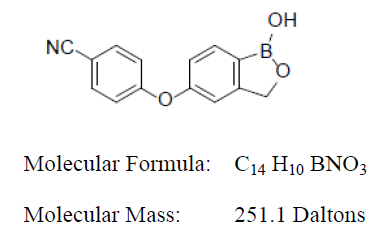 OH
NC
B
O
O
Molecular Formula: C14 H10 BNO3
Molecular Mass: 251.1 Daltons